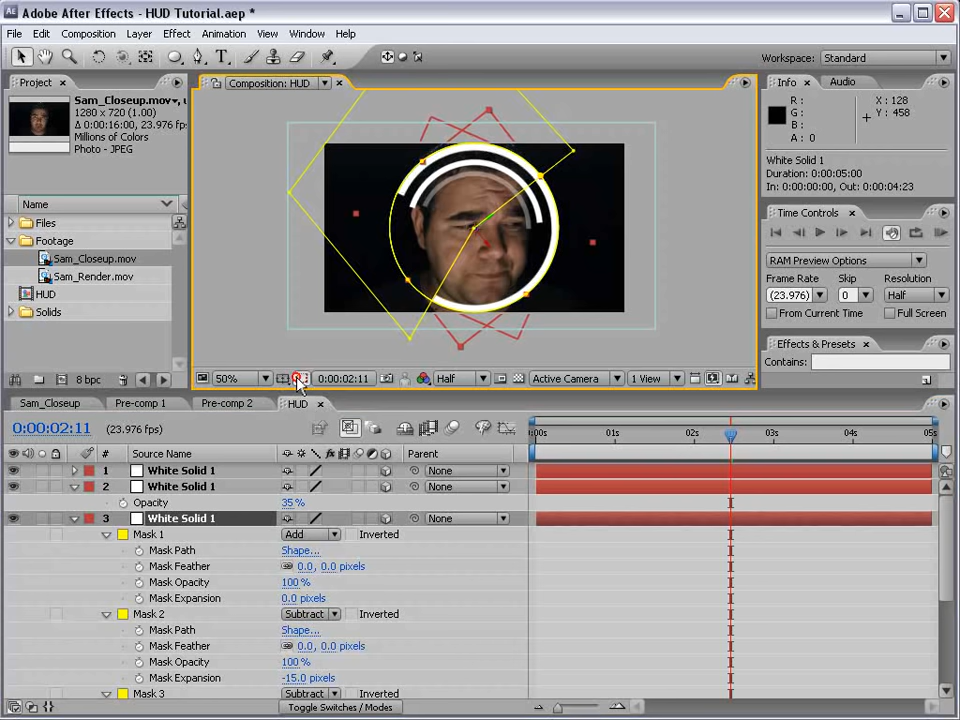 Adobe After Effects - HUD Tutorial.aep *
File Edit Composition Layer Effect Animation View Window Help
Workspace: Standard
Project
Composition: HUD
Info Audio
Sam_Closeup.mov
1280 x 720 (1.00)
Δ 0:00:16:00, 23.976 fps
Millions of Colors
Photo - JPEG
R:
G:
B:
A: 0
X: 128
Y: 458
White Solid 1
Duration: 0:00:05:00
In: 0:00:00:00, Out: 0:00:04:23
Name
Files
Footage
Sam_Closeup.mov
Sam_Render.mov
HUD
Solids
Time Controls
RAM Preview Options
Frame Rate Skip Resolution
(23.976) 0 Half
From Current Time Full Screen
Effects & Presets
Contains:
8 bpc
50% 0:00:02:11 Half Active Camera 1 View
Sam_Closeup Pre-comp 1 Pre-comp 2 HUD
0:00:02:11 (23.976 fps)
:00s 01s 02s 03s 04s 05s
# Source Name Parent
1 White Solid 1 None
2 White Solid 1 None
Opacity 35%
3 White Solid 1 None
Mask 1 Add Inverted
Mask Path Shape...
Mask Feather 0.0, 0.0 pixels
Mask Opacity 100%
Mask Expansion 0.0 pixels
Mask 2 Subtract Inverted
Mask Path Shape...
Mask Feather 0.0, 0.0 pixels
Mask Opacity 100%
Mask Expansion -15.0 pixels
Mask 3 Subtract Inverted
Toggle Switches / Modes